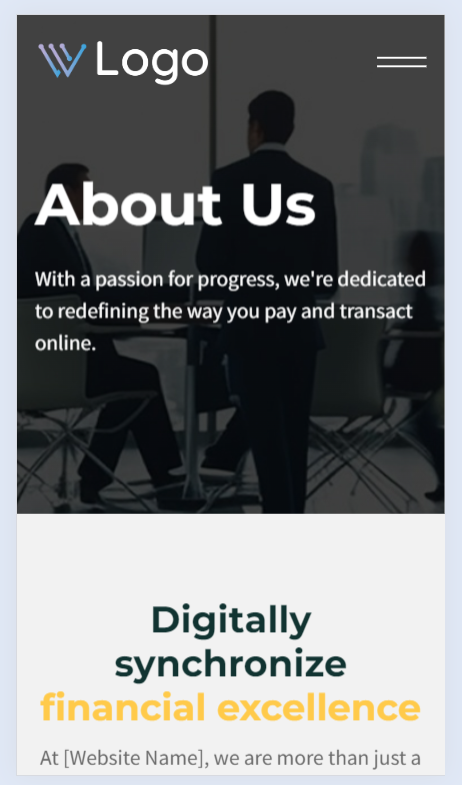 Logo
About Us
With a passion for progress, we're dedicated
to redefining the way you pay and transact
online.
Digitally
synchronize
financial excellence
At [Website Name], we are more than just a